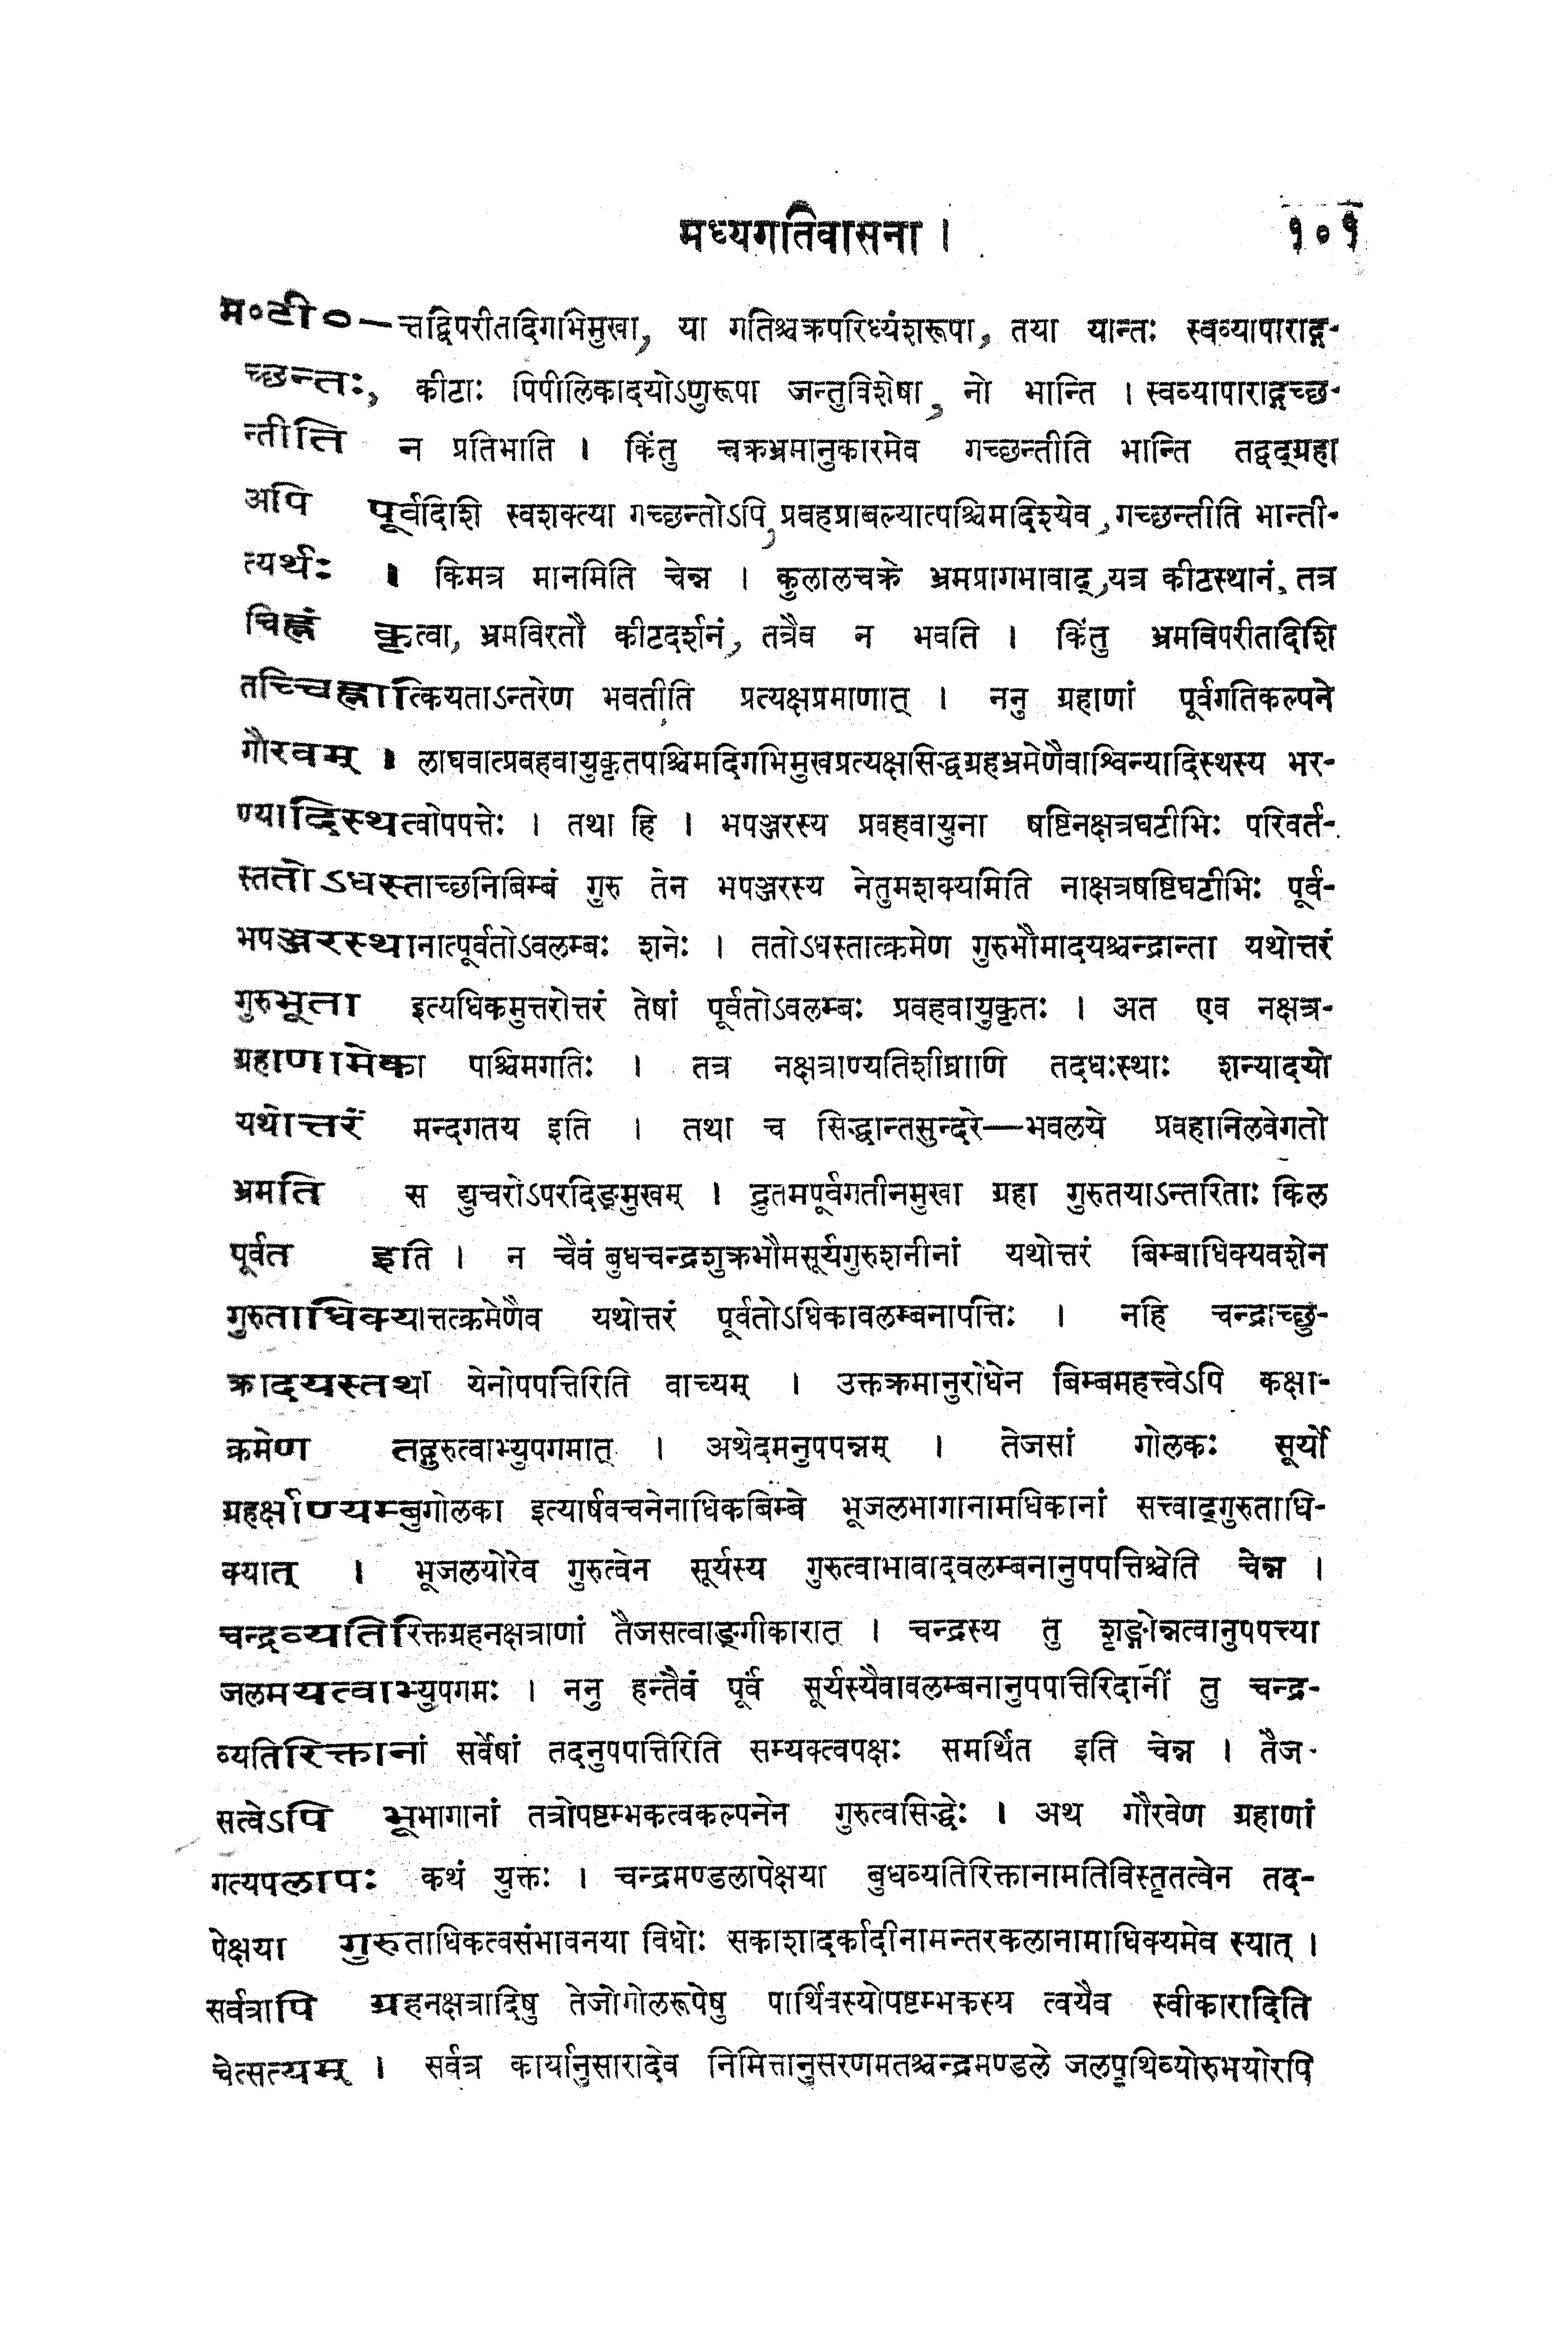 मध्यगतिवासना । १०१
म०टी०—त्तद्विपरीतदिगभिमुखा, या गतिश्चक्रपरिध्यंशरूपा, तया यान्तः स्वव्यापाराद्ग-
च्छन्तः, कीटाः पिपीलिकादयोऽणुरूपा जन्तुविशेषा, नो भान्ति । स्वव्यापाराद्गच्छ-
न्तीति न प्रतिभाति । किंतु चक्रभ्रमानुकारमेव गच्छन्तीति भान्ति तद्वद्ग्रहा
अपि पूर्वदिशि स्वशक्त्या गच्छन्तोऽपि, प्रवहप्राबल्यात्पश्चिमदिश्येव, गच्छन्तीति भान्ती-
त्यर्थः । किमत्र मानमिति चेन्न । कुलालचक्रे भ्रमप्रागभावाद्, यत्र कीटस्थानं, तत्र
चिह्नं कृत्वा, भ्रमविरतौ कीटदर्शनं, तत्रैव न भवति । किंतु भ्रमविपरीतदिशि
तच्चिह्नात्कियताऽन्तरेण भवतीति प्रत्यक्षप्रमाणात् । ननु ग्रहाणां पूर्वगतिकल्पने
गौरवम् । लाघवात्प्रवहवायुकृतपश्चिमदिगभिमुखप्रत्यक्षसिद्धग्रहभ्रमेणैवाश्विन्यादिस्थस्य भर-
ण्यादिस्थत्वोपपत्तेः । तथा हि । भपञ्जरस्य प्रवहवायुना षष्टिनक्षत्रघटीभिः परिवर्त-
स्ततोऽधस्ताच्छनिबिम्बं गुरु तेन भपञ्जरस्य नेतुमशक्यमिति नाक्षत्रषष्टिघटीभिः पूर्व-
भपञ्जरस्थानात्पूर्वतोऽवलम्बः शनेः । ततोऽधस्तात्क्रमेण गुरुभौमादयश्चन्द्रान्ता यथोत्तरं
गुरुभूता इत्यधिकमुत्तरोत्तरं तेषां पूर्वतोऽवलम्बः प्रवहवायुकृतः । अत एव नक्षत्र-
ग्रहाणामेका पश्चिमगतिः । तत्र नक्षत्राण्यतिशीघ्राणि तदधःस्थाः शन्यादयो
यथोत्तरं मन्दगतय इति । तथा च सिद्धान्तसुन्दरे—भवलये प्रवहानिलवेगतो
भ्रमति स द्युचरोऽपरदिङ्मुखम् । द्रुतमपूर्वगतीनमुखा ग्रहा गुरुतयाऽन्तरिताः किल
पूर्वत इति । न चैवं बुधचन्द्रशुक्रभौमसूर्यगुरुशनीनां यथोत्तरं बिम्बाधिक्यवशेन
गुरुताधिक्यात्तत्क्रमेणैव यथोत्तरं पूर्वतोऽधिकावलम्बनापत्तिः । नहि चन्द्राच्छु-
क्रादयस्तथा येनोपपत्तिरिति वाच्यम् । उक्तक्रमानुरोधेन बिम्बमहत्त्वेऽपि कक्षा-
क्रमेण तद्गुरुत्वाभ्युपगमात् । अथेदमनुपपन्नम् । तेजसां गोलकः सूर्यो
ग्रहर्क्षाण्यम्बुगोलका इत्यार्षवचनेनाधिकबिम्बे भूजलभागानामधिकानां सत्त्वाद्गुरुताधि-
क्यात् । भूजलयोरेव गुरुत्वेन सूर्यस्य गुरुत्वाभावादवलम्बनानुपपत्तिश्चेति चेन्न ।
चन्द्रव्यतिरिक्तग्रहनक्षत्राणां तैजसत्वाङ्गीकारात् । चन्द्रस्य तु शृङ्गोन्नत्वानुपपत्त्या
जलमयत्वाभ्युपगमः । ननु हन्तैवं पूर्वं सूर्यस्यैवावलम्बनानुपपत्तिरिदानीं तु चन्द्र-
व्यतिरिक्तानां सर्वेषां तदनुपपत्तिरिति सम्यक्त्वपक्षः समर्थित इति चेन्न । तैज-
सत्वेऽपि भूभागानां तत्रोपष्टम्भकत्वकल्पनेन गुरुत्वसिद्धेः । अथ गौरवेण ग्रहाणां
गत्यपलापः कथं युक्तः । चन्द्रमण्डलापेक्षया बुधव्यतिरिक्तानामतिविस्तृतत्वेन तद-
पेक्षया गुरुताधिकत्वसंभावनया विधोः सकाशादर्कादीनामन्तरकलानामाधिक्यमेव स्यात् ।
सर्वत्रापि ग्रहनक्षत्रादिषु तेजोगोलरूपेषु पार्थिवस्योपष्टम्भकस्य त्वयैव स्वीकारादिति
चेत्सत्यम् । सर्वत्र कार्यानुसारादेव निमित्तानुसरणमतश्चन्द्रमण्डले जलपृथिव्योरुभयोरपि